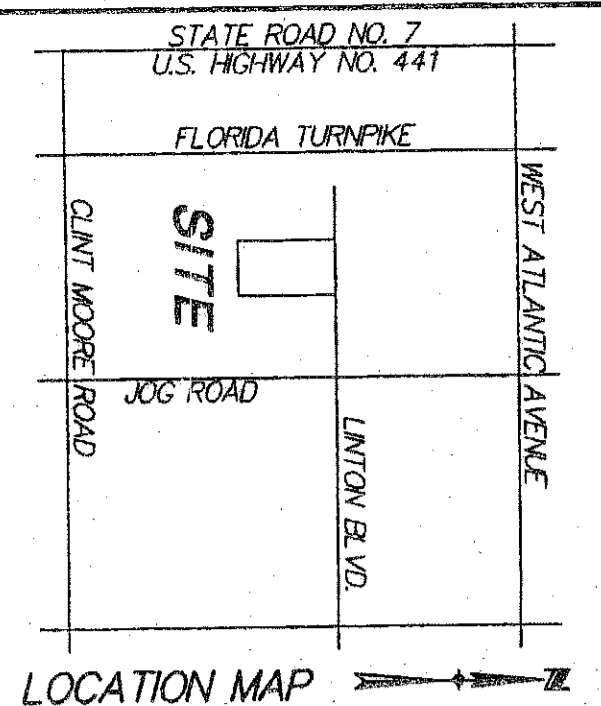 STATE ROAD NO. 7
U.S. HIGHWAY NO. 441
FLORIDA TURNPIKE
WEST ATLANTIC AVENUE
CLINT MOORE ROAD
SITE
JOG ROAD
LINTON BLVD.
LOCATION MAP
N